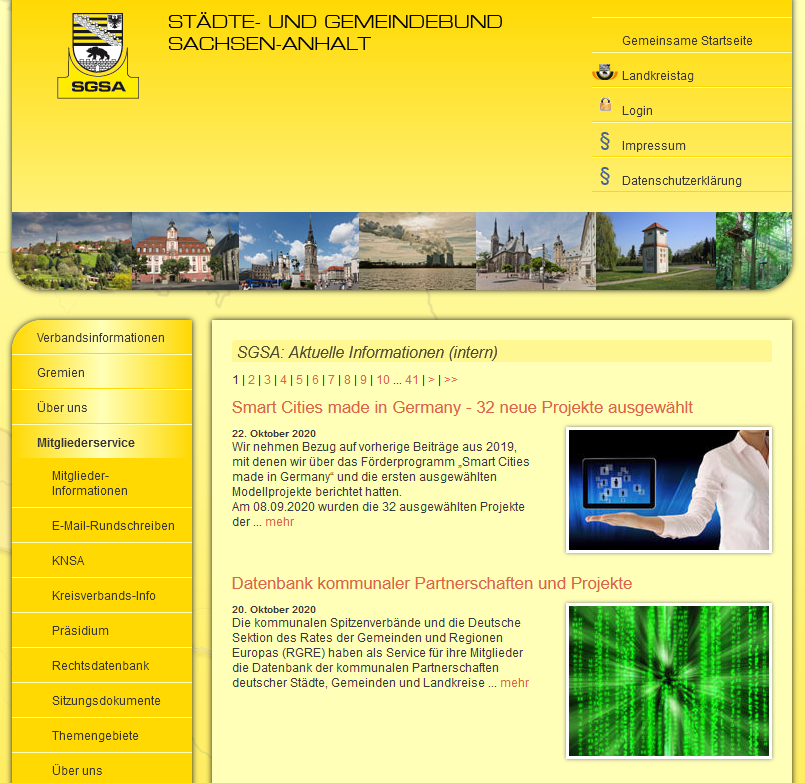 STÄDTE- UND GEMEINDEBUND
SACHSEN-ANHALT
SGSA
Gemeinsame Startseite
Landkreistag
Login
§ Impressum
§ Datenschutzerklärung
Verbandsinformationen
Gremien
Über uns
Mitgliederservice
Mitglieder-
Informationen
E-Mail-Rundschreiben
KNSA
Kreisverbands-Info
Präsidium
Rechtsdatenbank
Sitzungsdokumente
Themengebiete
Über uns
SGSA: Aktuelle Informationen (intern)
1 | 2 | 3 | 4 | 5 | 6 | 7 | 8 | 9 | 10 ... 41 | > | >>
Smart Cities made in Germany - 32 neue Projekte ausgewählt
22. Oktober 2020
Wir nehmen Bezug auf vorherige Beiträge aus 2019,
mit denen wir über das Förderprogramm „Smart Cities
made in Germany“ und die ersten ausgewählten
Modellprojekte berichtet hatten.
Am 08.09.2020 wurden die 32 ausgewählten Projekte
der ... mehr
Datenbank kommunaler Partnerschaften und Projekte
20. Oktober 2020
Die kommunalen Spitzenverbände und die Deutsche
Sektion des Rates der Gemeinden und Regionen
Europas (RGRE) haben als Service für ihre Mitglieder
die Datenbank der kommunalen Partnerschaften
deutscher Städte, Gemeinden und Landkreise ... mehr